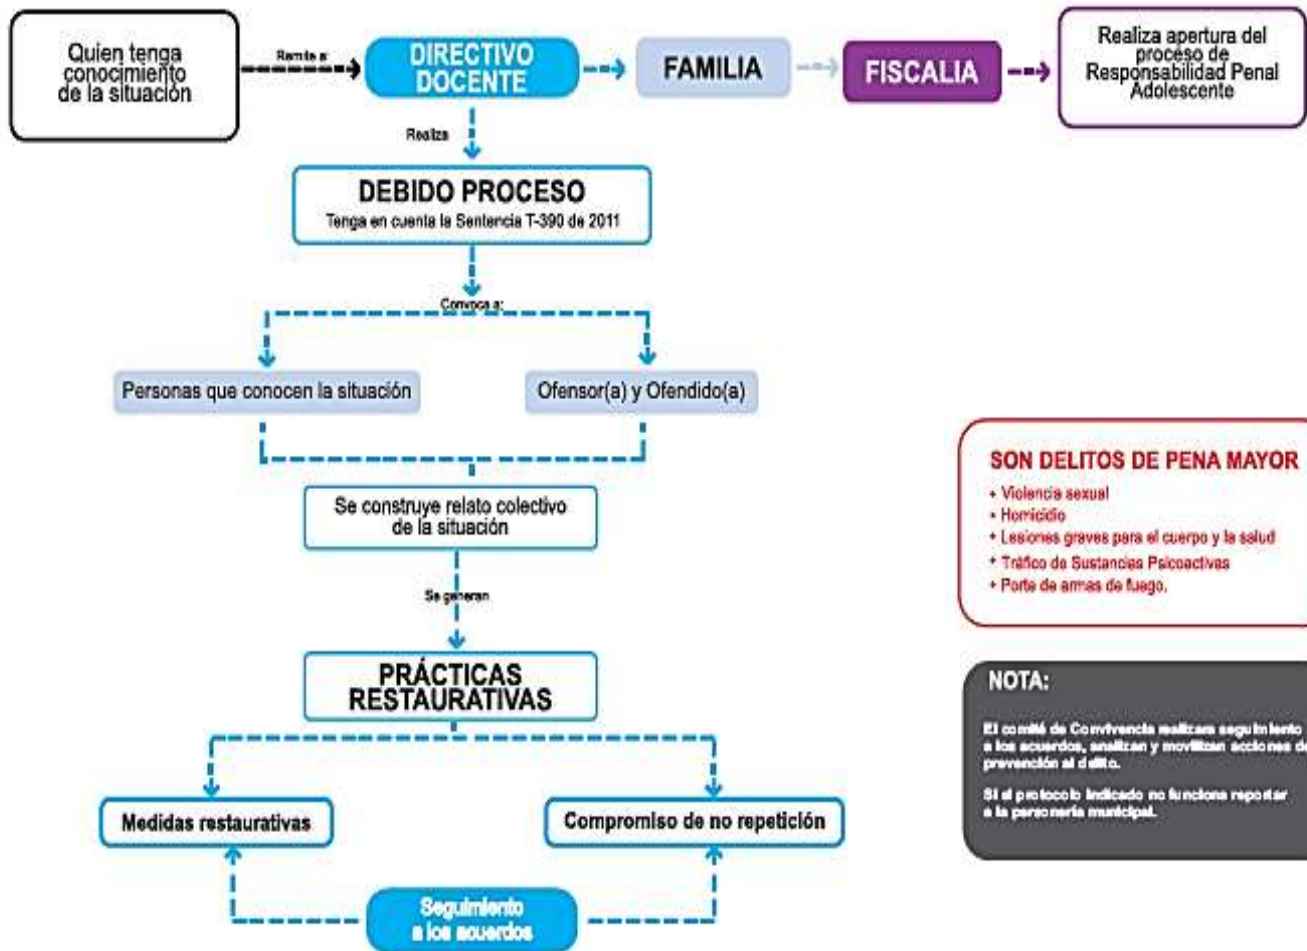 Quien tenga
conocimiento
de la situación
Remite a:
DIRECTIVO
DOCENTE
FAMILIA
FISCALIA
Realiza apertura del
proceso de
Responsabilidad Penal
Adolescente
Realiza
DEBIDO PROCESO
Tenga en cuenta la Sentencia T-390 de 2011
Convoca a:
Personas que conocen la situación
Ofensor(a) y Ofendido(a)
Se construye relato colectivo
de la situación
Se generan
PRÁCTICAS
RESTAURATIVAS
Medidas restaurativas
Compromiso de no repetición
Seguimiento
a los acuerdos
SON DELITOS DE PENA MAYOR
+ Violencia sexual
+ Homicidio
+ Lesiones graves para el cuerpo y la salud
+ Tráfico de Sustancias Psicoactivas
+ Porte de armas de fuego.
NOTA:
El comité de Convivencia realizara seguimiento
a los acuerdos, analizan y movilizan acciones de
prevención al delito.
Si el protocolo indicado no funciona reportar
a la personería municipal.